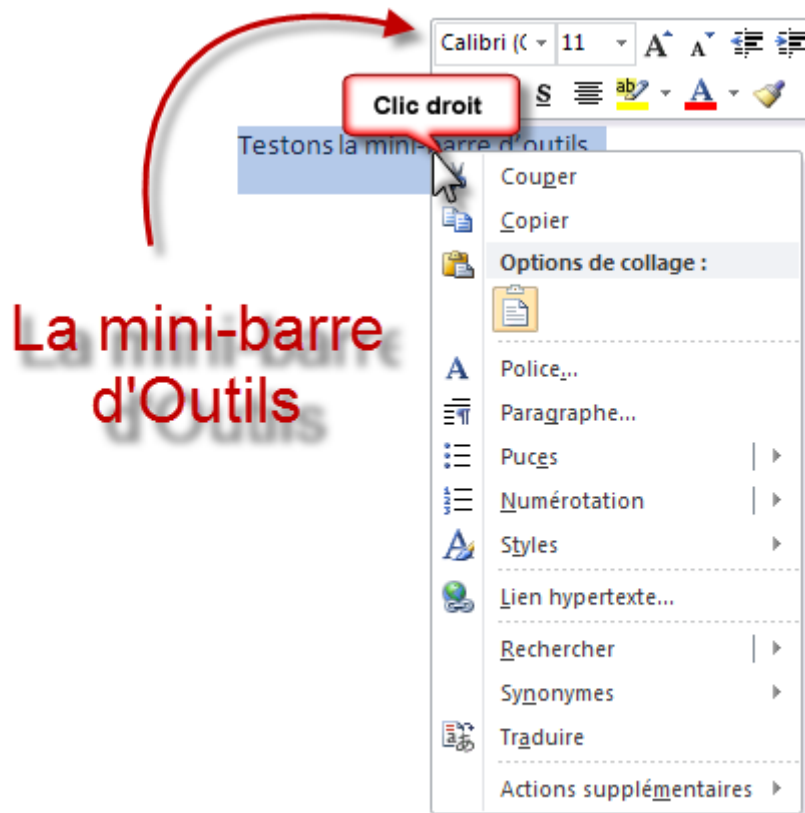 Calibri (C 11 A A
Clic droit
S ab A
Testons la mini-barre d'outils
Couper
Copier
Options de collage :
La mini-barre
d'Outils
Police...
Paragraphe...
Puces
Numérotation
Styles
Lien hypertexte...
Rechercher
Synonymes
Traduire
Actions supplémentaires